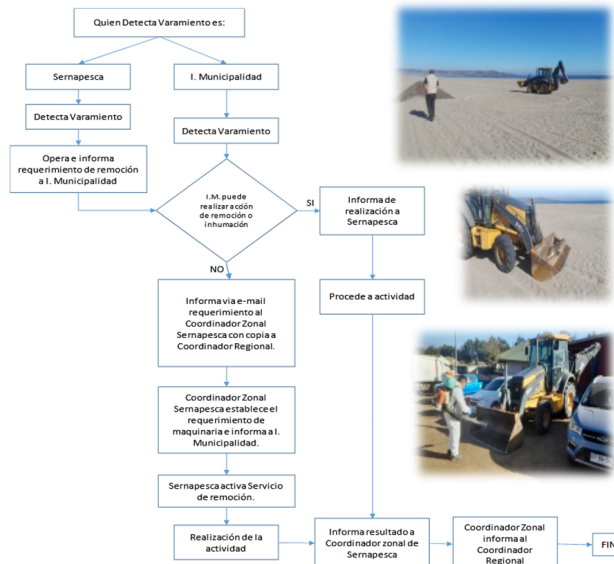 Quien Detecta Varamiento es:
Sernapesca
I. Municipalidad
Detecta Varamiento
Detecta Varamiento
Opera e informa
requerimiento de remoción
a I. Municipalidad
I.M. puede
realizar acción
de remoción o
inhumación
SI
Informa de
realización a
Sernapesca
NO
Procede a actividad
Informa via e-mail
requerimiento al
Coordinador Zonal
Sernapesca con copia a
Coordinador Regional.
Coordinador Zonal
Sernapesca establece el
requerimiento de
maquinaria e informa a I.
Municipalidad.
Sernapesca activa Servicio
de remoción.
Realización de la
actividad
Informa resultado a
Coordinador zonal de
Sernapesca
Coordinador Zonal
informa al
Coordinador
Regional
FIN